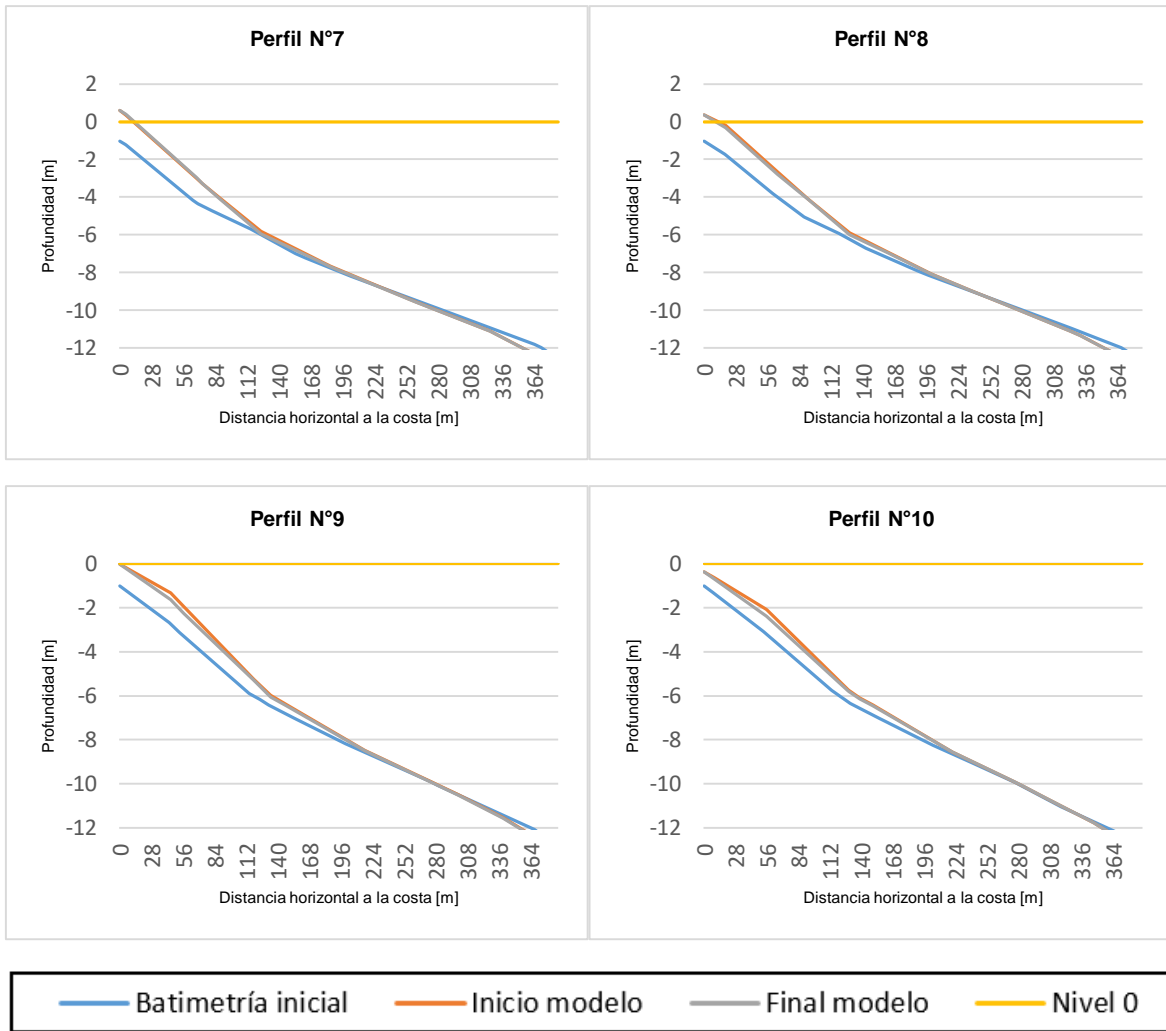 Perfil N°7
2
0
-2
-4
-6
-8
-10
-12
Profundidad [m]
0 28 56 84 112 140 168 196 224 252 280 308 336 364
Distancia horizontal a la costa [m]
Perfil N°8
2
0
-2
-4
-6
-8
-10
-12
Profundidad [m]
0 28 56 84 112 140 168 196 224 252 280 308 336 364
Distancia horizontal a la costa [m]
Perfil N°9
0
-2
-4
-6
-8
-10
-12
Profundidad [m]
0 28 56 84 112 140 168 196 224 252 280 308 336 364
Distancia horizontal a la costa [m]
Perfil N°10
0
-2
-4
-6
-8
-10
-12
Profundidad [m]
0 28 56 84 112 140 168 196 224 252 280 308 336 364
Distancia horizontal a la costa [m]
Batimetría inicial Inicio modelo Final modelo Nivel 0